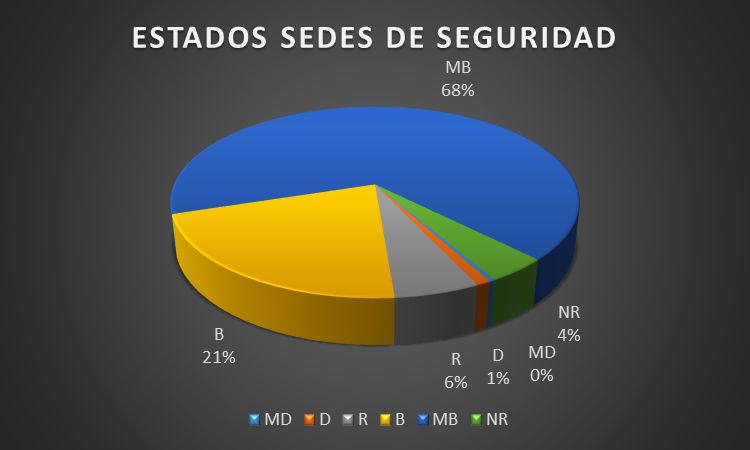 ESTADOS SEDES DE SEGURIDAD
MB
68%
NR
4%
B
21%
R
6%
D
1%
MD
0%
MD D R B MB NR